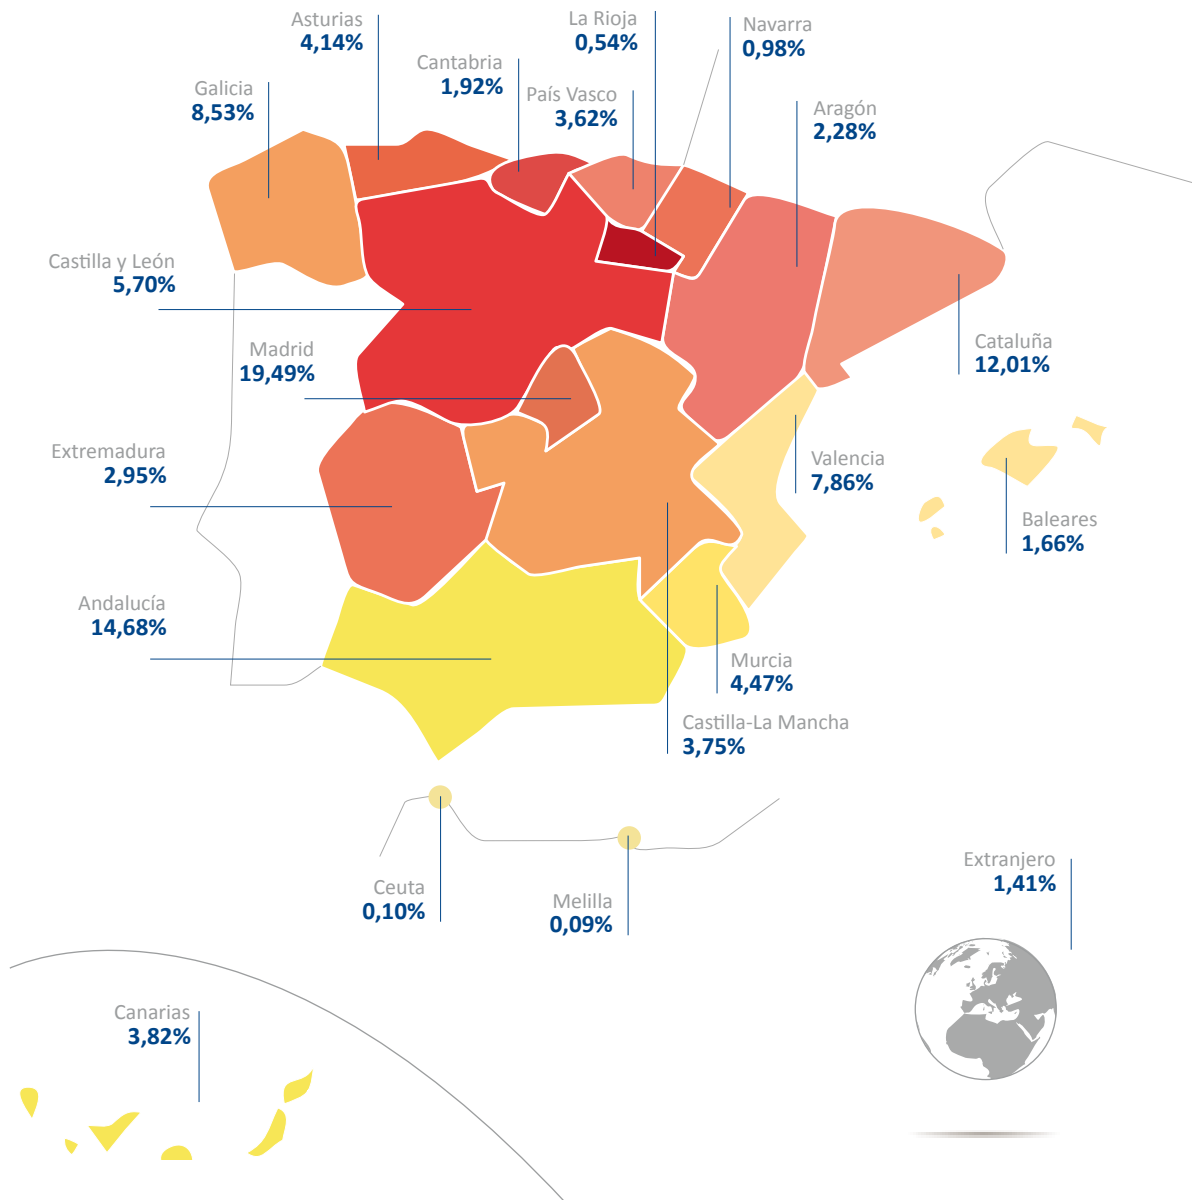 Asturias
4,14%
La Rioja
0,54%
Navarra
0,98%
Cantabria
1,92%
Galicia
8,53%
País Vasco
3,62%
Aragón
2,28%
Castilla y León
5,70%
Madrid
19,49%
Cataluña
12,01%
Extremadura
2,95%
Valencia
7,86%
Baleares
1,66%
Andalucía
14,68%
Murcia
4,47%
Castilla-La Mancha
3,75%
Ceuta
0,10%
Melilla
0,09%
Extranjero
1,41%
Canarias
3,82%